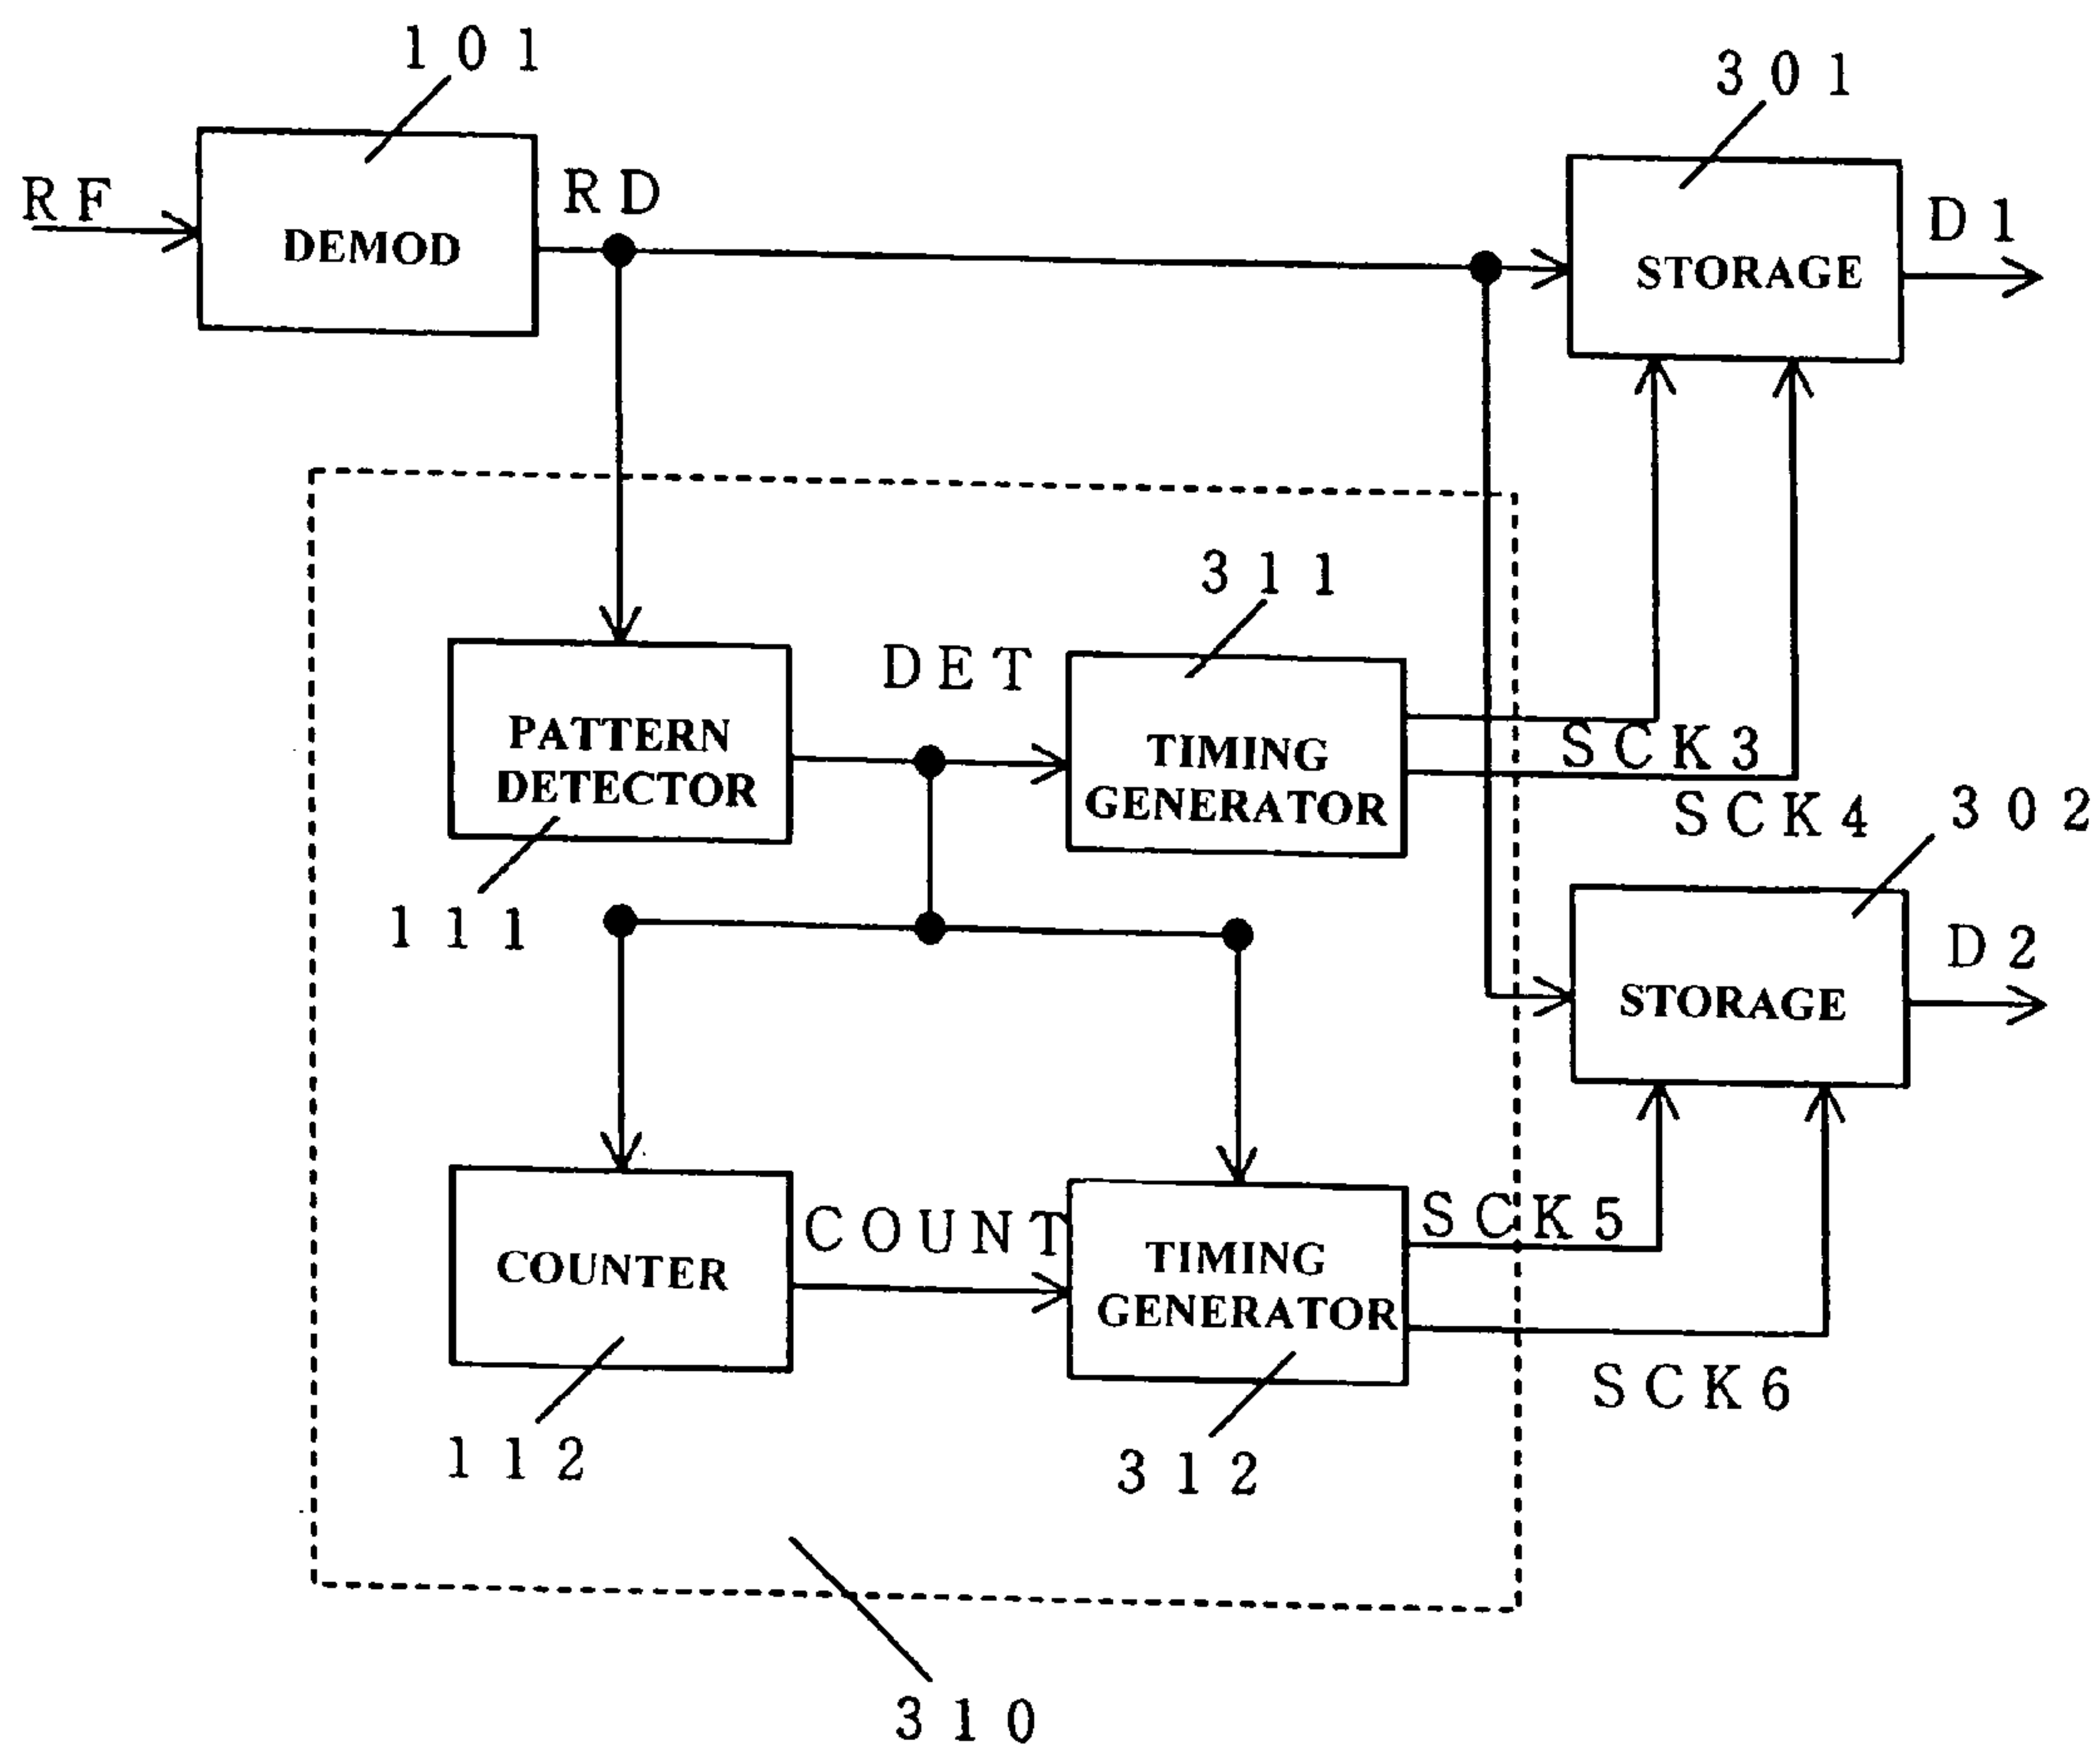 101
301
RF
RD
D1
DEMOD
STORAGE
311
DET
PATTERN
DETECTOR
TIMING
GENERATOR
SCK3
SCK4
302
111
D2
STORAGE
COUNT
SCK5
COUNTER
TIMING
GENERATOR
SCK6
112
312
310